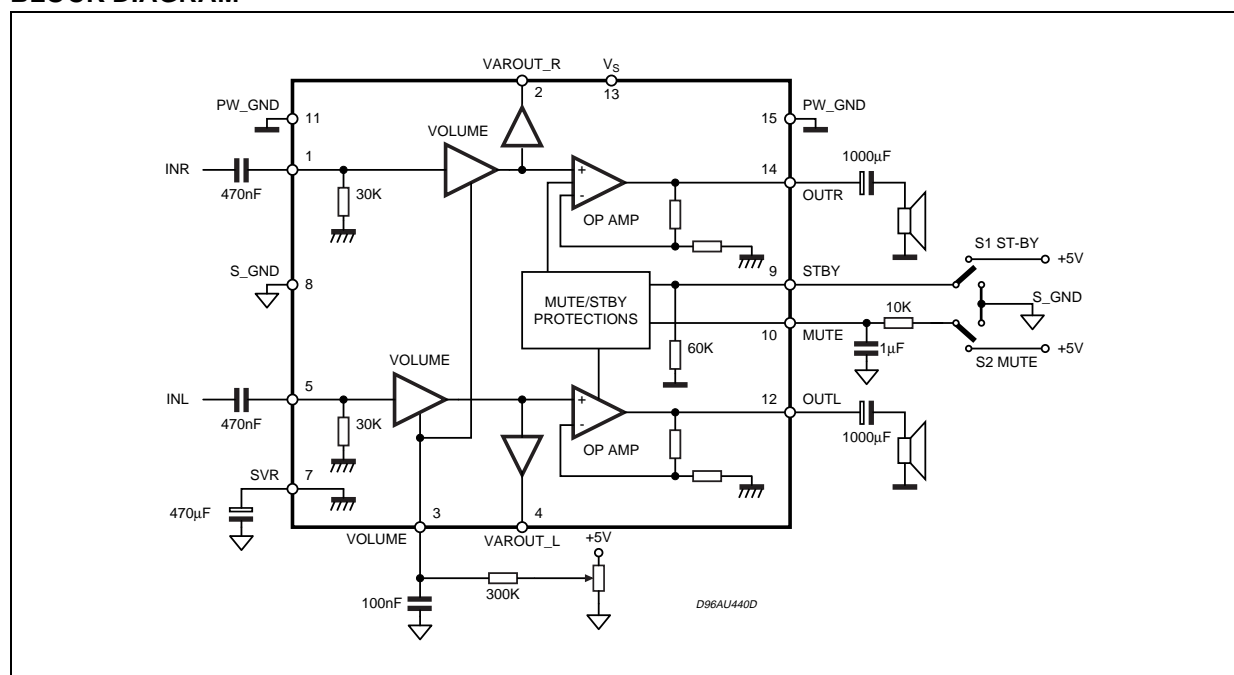 BLOCK DIAGRAM
VAROUT_R
VS
2
13
PW_GND
11
15
PW_GND
VOLUME
1000µF
INR
1
14
470nF
30K
OUTR
OP AMP
S1 ST-BY
+5V
S_GND
8
9
STBY
S_GND
MUTE/STBY
PROTECTIONS
10K
10
MUTE
60K
1µF
+5V
S2 MUTE
VOLUME
INL
5
12
OUTL
470nF
30K
1000µF
OP AMP
SVR
7
470µF
3
4
VOLUME
VAROUT_L
+5V
100nF
300K
D96AU440D
+
-
+
-